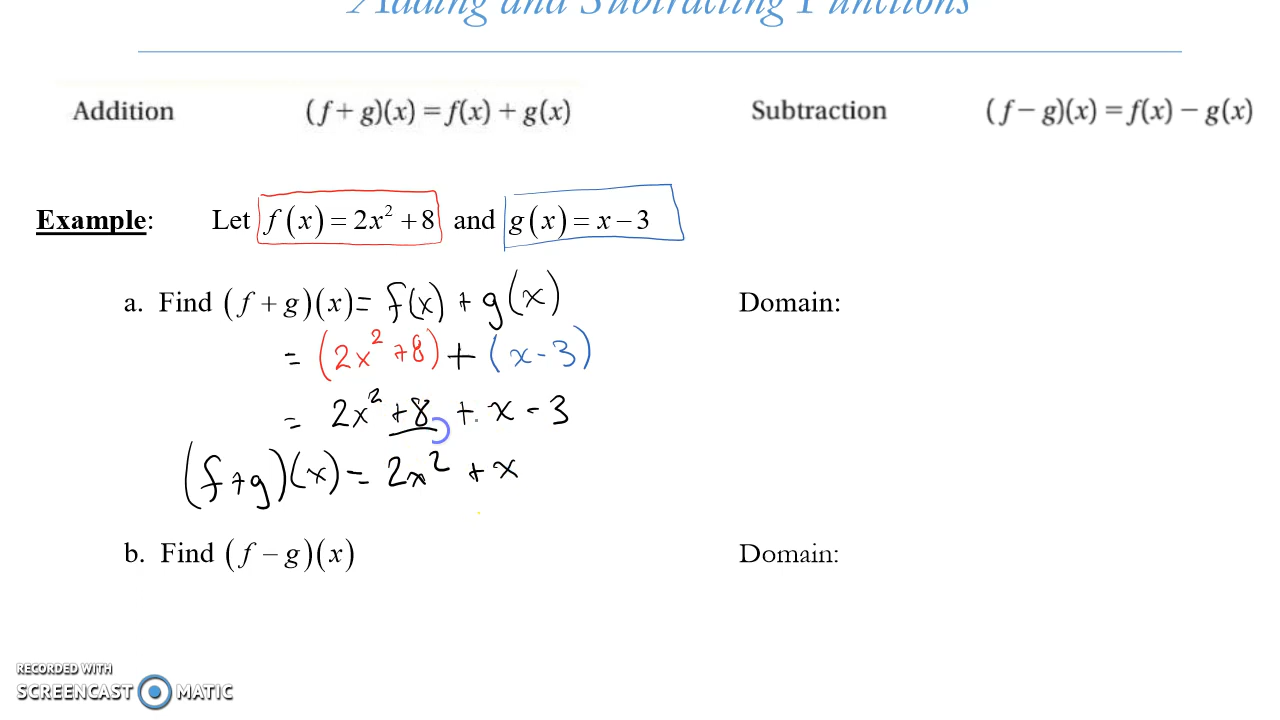 Adding and Subtracting Functions
Addition (f + g)(x) = f(x) + g(x) Subtraction (f − g)(x) = f(x) − g(x)
Example: Let f(x) = 2x² + 8 and g(x) = x − 3
a. Find (f + g)(x) = f(x) + g(x) Domain:
= (2x² + 8) + (x - 3)
= 2x² + 8 + x - 3
(f+g)(x) = 2x² + x
b. Find (f − g)(x) Domain:
RECORDED WITH
SCREENCAST MATIC